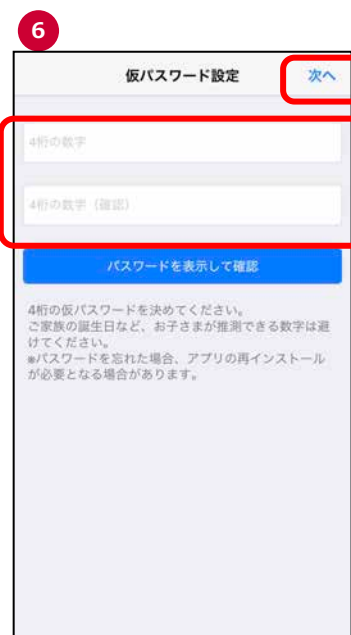 6
仮パスワード設定 次へ
4桁の数字
4桁の数字（確認）
パスワードを表示して確認
4桁の仮パスワードを決めてください。
ご家族の誕生日など、お子さまが推測できる数字は避
けてください。
※パスワードを忘れた場合、アプリの再インストール
が必要となる場合があります。